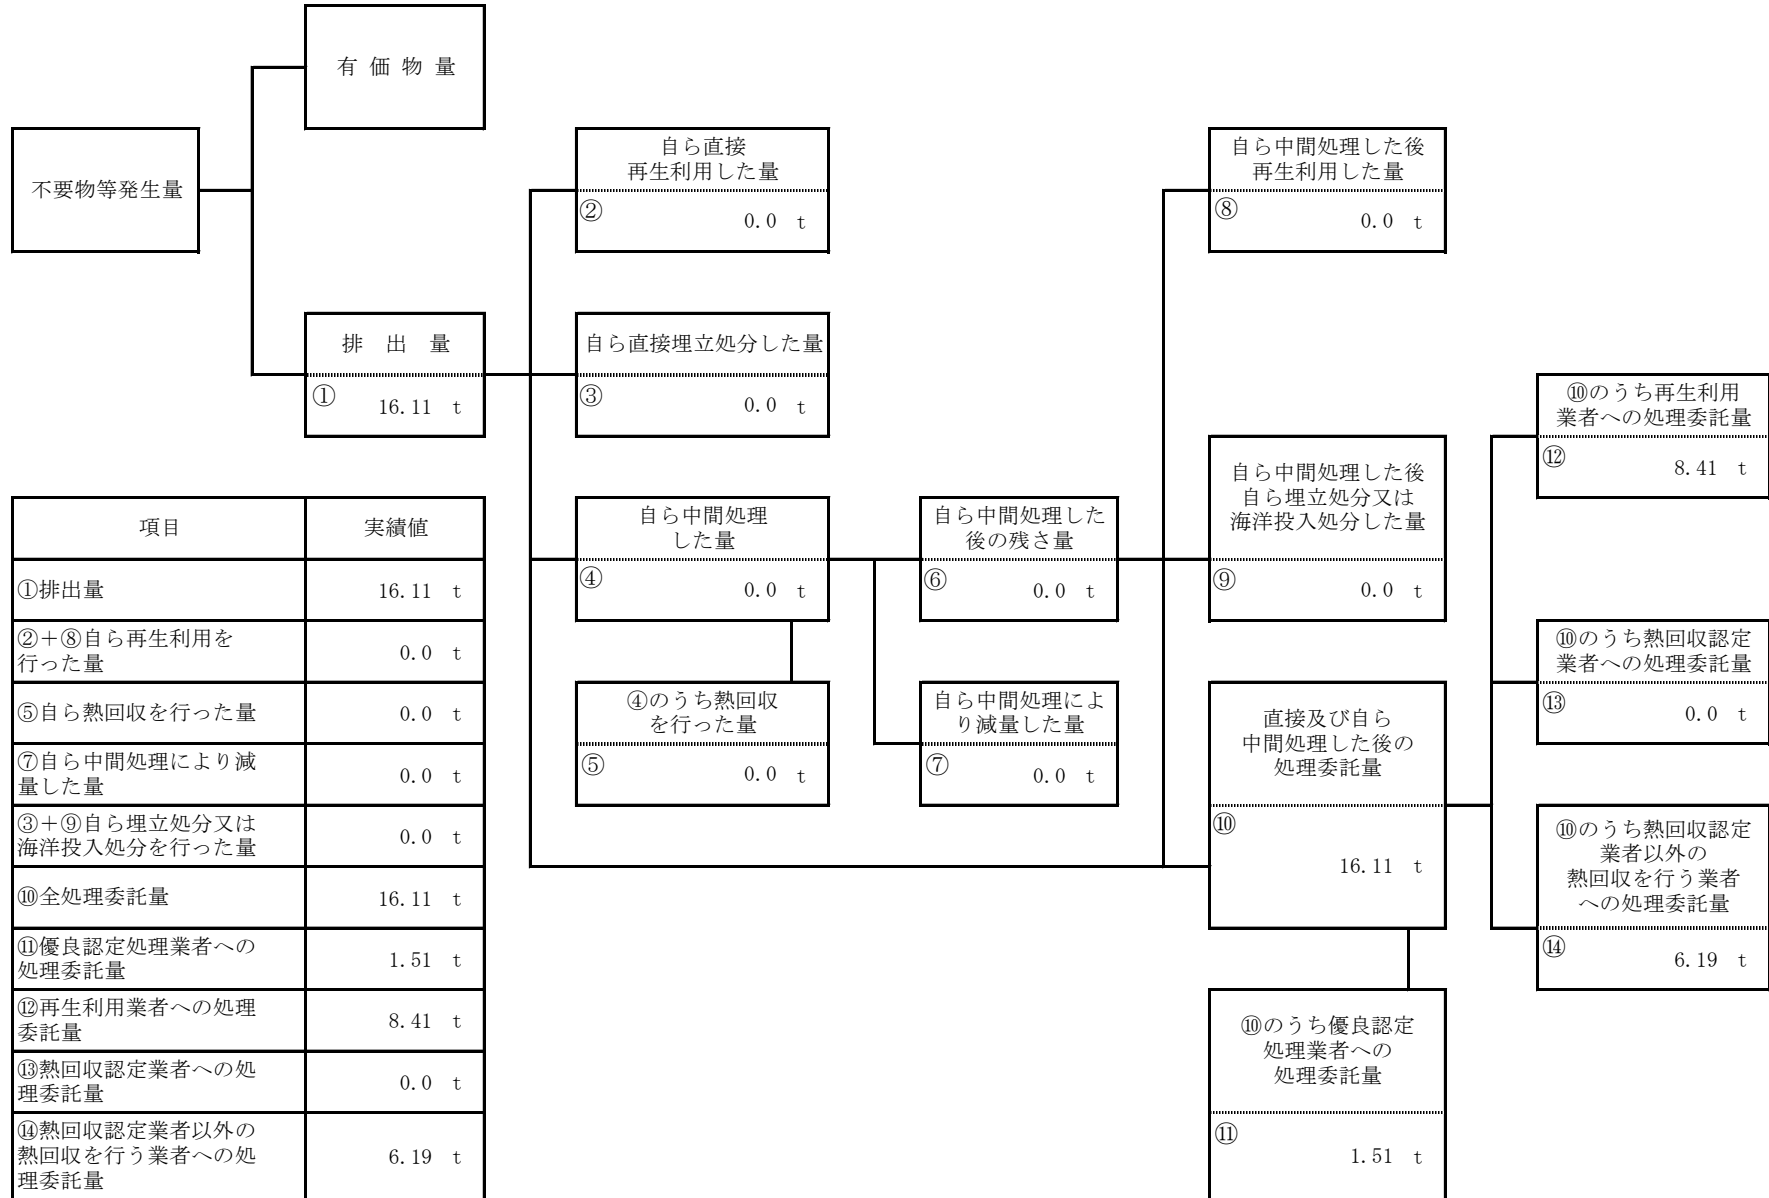 有 価 物 量
不要物等発生量
排 出 量
① 16.11 t
自ら直接
再生利用した量
② 0.0 t
自ら直接埋立処分した量
③ 0.0 t
自ら中間処理
した量
④ 0.0 t
④のうち熱回収
を行った量
⑤ 0.0 t
自ら中間処理した
後の残さ量
⑥ 0.0 t
自ら中間処理によ
り減量した量
⑦ 0.0 t
自ら中間処理した後
再生利用した量
⑧ 0.0 t
自ら中間処理した後
自ら埋立処分又は
海洋投入処分した量
⑨ 0.0 t
直接及び自ら
中間処理した後の
処理委託量
⑩
16.11 t
⑩のうち優良認定
処理業者への
処理委託量
⑪
1.51 t
⑩のうち再生利用
業者への処理委託量
⑫ 8.41 t
⑩のうち熱回収認定
業者への処理委託量
⑬ 0.0 t
⑩のうち熱回収認定
業者以外の
熱回収を行う業者
への処理委託量
⑭ 6.19 t
項目 実績値
①排出量 16.11 t
②＋⑧自ら再生利用を
行った量 0.0 t
⑤自ら熱回収を行った量 0.0 t
⑦自ら中間処理により減
量した量 0.0 t
③＋⑨自ら埋立処分又は
海洋投入処分を行った量 0.0 t
⑩全処理委託量 16.11 t
⑪優良認定処理業者への
処理委託量 1.51 t
⑫再生利用業者への処理
委託量 8.41 t
⑬熱回収認定業者への処
理委託量 0.0 t
⑭熱回収認定業者以外の
熱回収を行う業者への処
理委託量 6.19 t